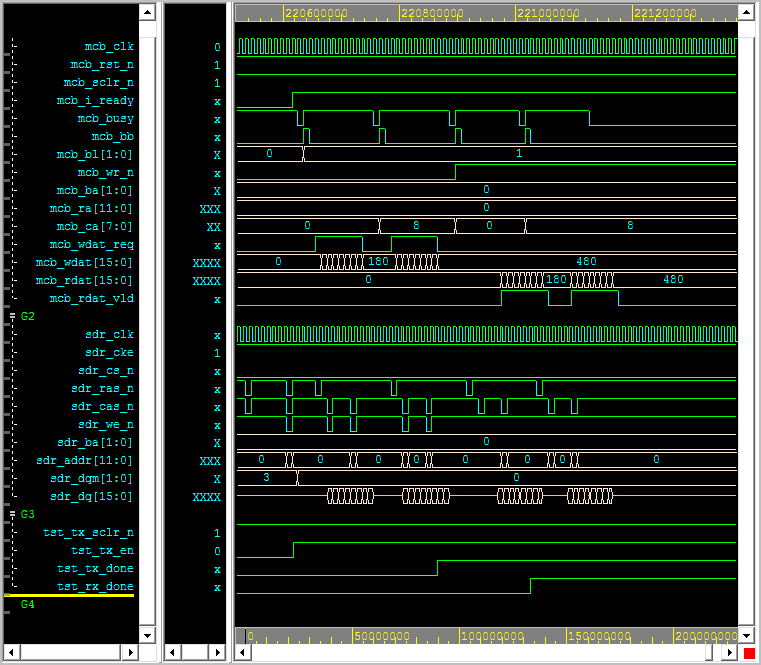 220600000 220800000 221000000 221200000
mcb_clk 0
mcb_rst_n 1
mcb_sclr_n 1
mcb_i_ready x
mcb_busy x
mcb_bb x
mcb_bl[1:0] X 0 1
mcb_wr_n x
mcb_ba[1:0] X 0
mcb_ra[11:0] XXX 0
mcb_ca[7:0] XX 0 8 0 8
mcb_wdat_req x
mcb_wdat[15:0] XXXX 0 180 480
mcb_rdat[15:0] XXXX 0 180 480
mcb_rdat_vld x
G2
sdr_clk x
sdr_cke 1
sdr_cs_n x
sdr_ras_n x
sdr_cas_n x
sdr_we_n x
sdr_ba[1:0] X 0
sdr_addr[11:0] XXX 0 0 0 0 0 0 0 0
sdr_dqm[1:0] X 3 0
sdr_dq[15:0] XXXX
G3
tst_tx_sclr_n 1
tst_tx_en 0
tst_tx_done x
tst_rx_done x
G4
0 50000000 100000000 150000000 200000000